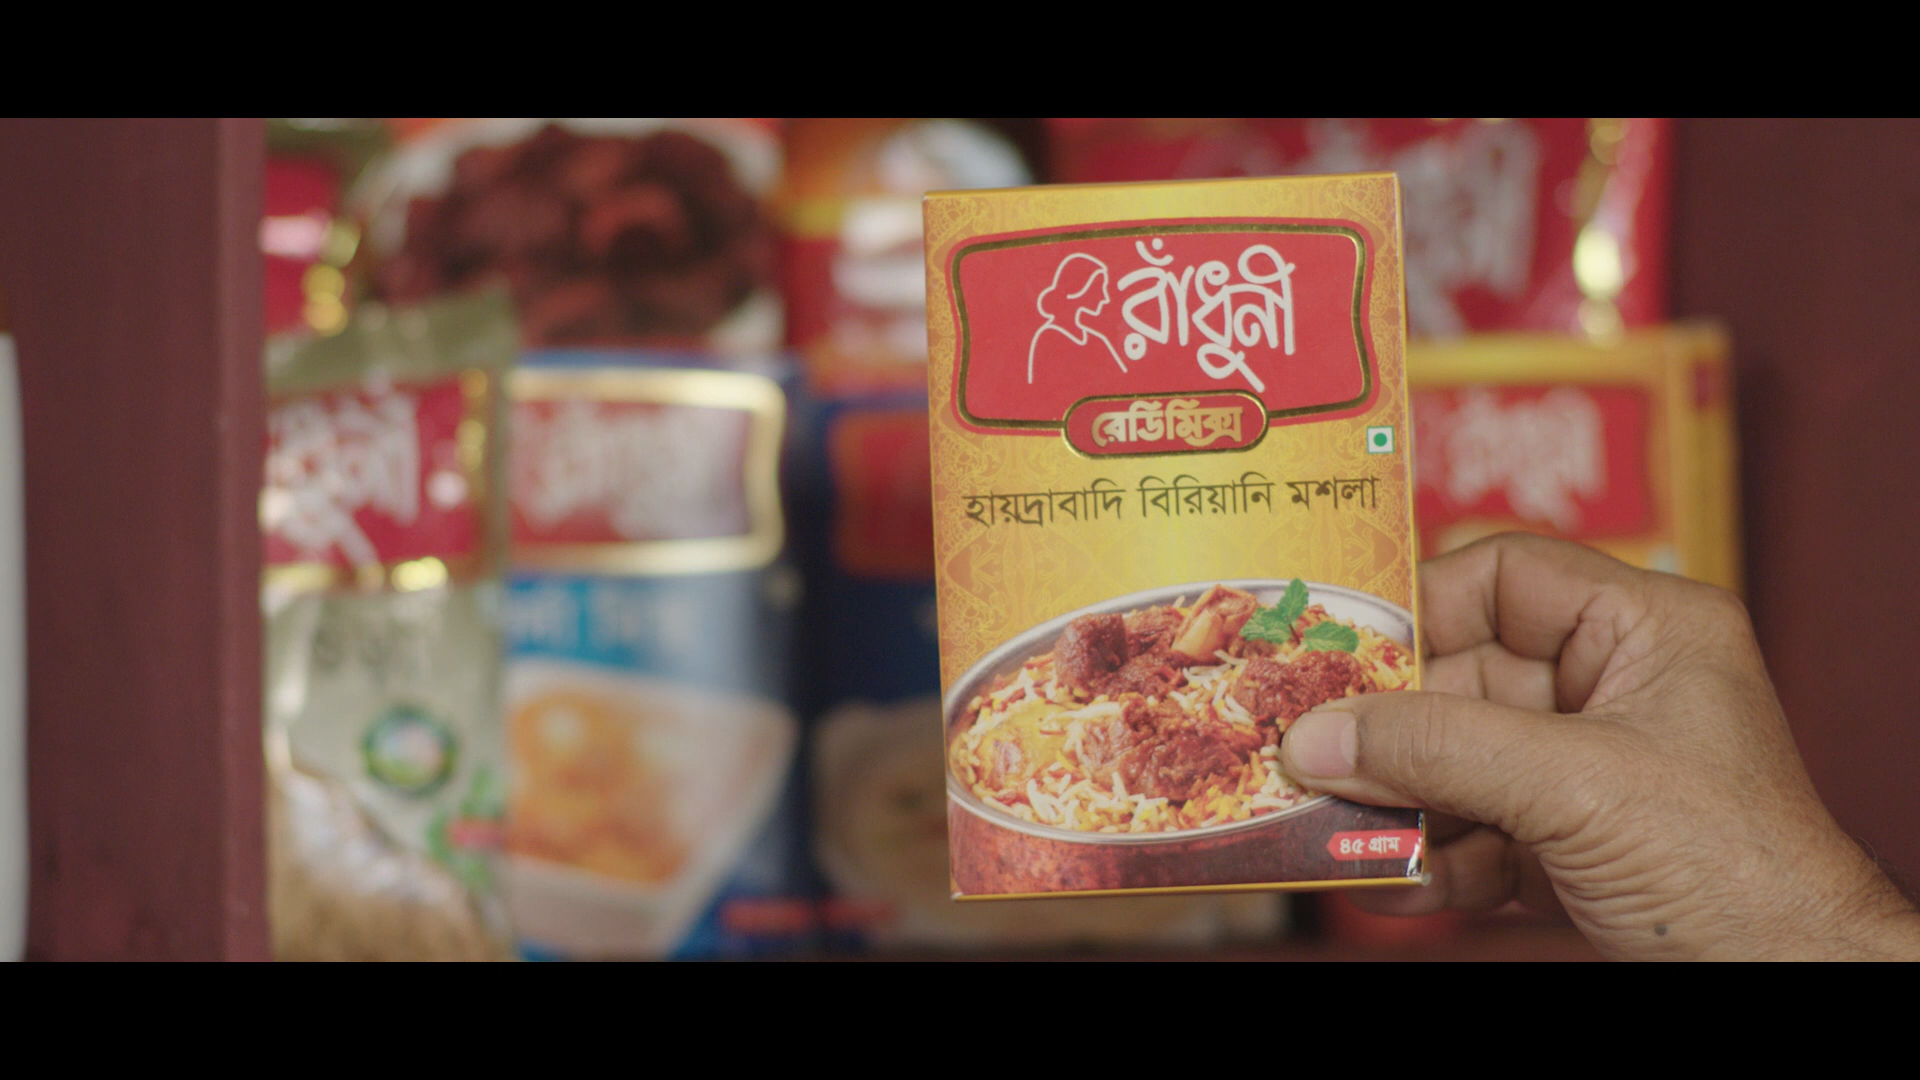 রাঁধুনী
রেডিমিক্স
হায়দ্রাবাদি বিরিয়ানি মশলা
৪৫ গ্রাম
রাঁধুনী